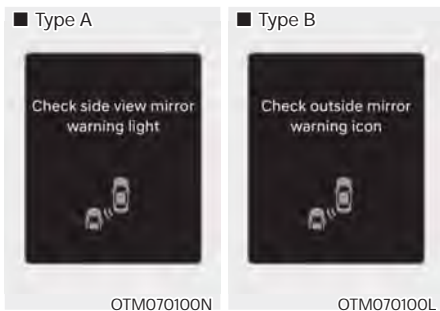 ■ Type A
Check side view mirror
warning light
OTM070100N
■ Type B
Check outside mirror
warning icon
OTM070100L